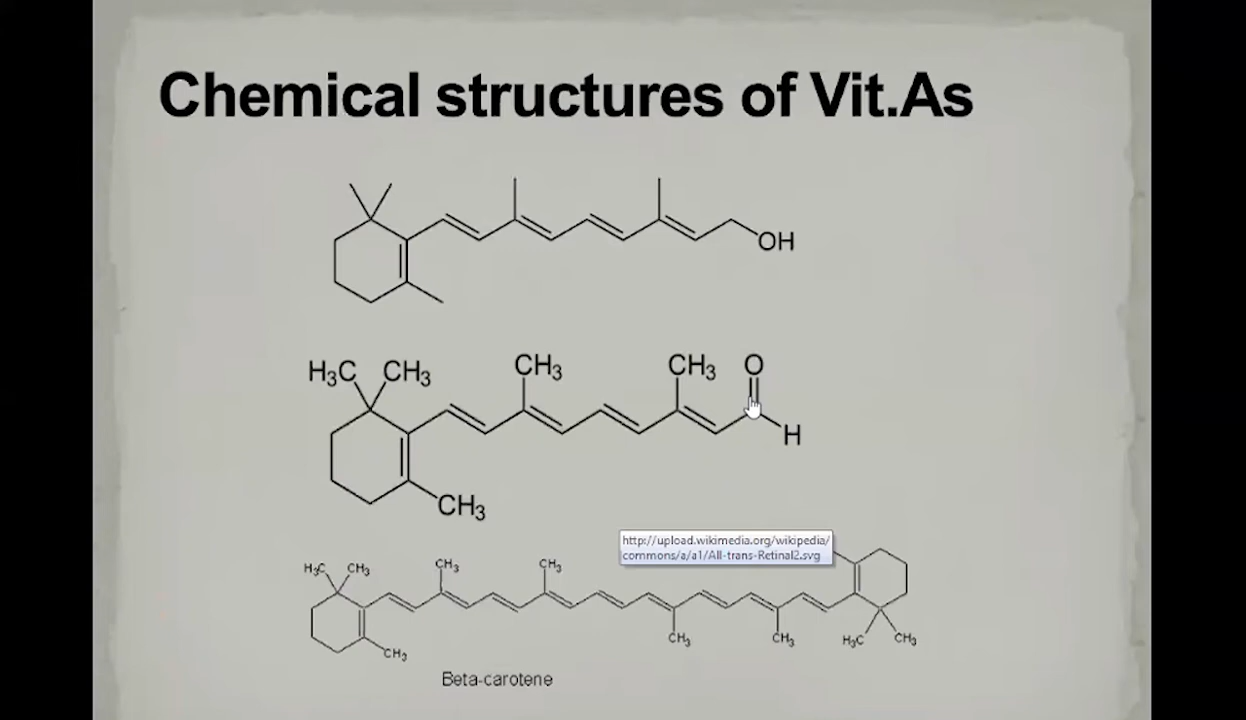 Chemical structures of Vit.As
OH
H₃C CH₃ CH₃ CH₃ O
H
CH₃
http://upload.wikimedia.org/wikipedia/
commons/a/a1/All-trans-Retinal2.svg
H₃C CH₃ CH₃ CH₃
CH₃ CH₃ CH₃ H₃C CH₃
Beta-carotene